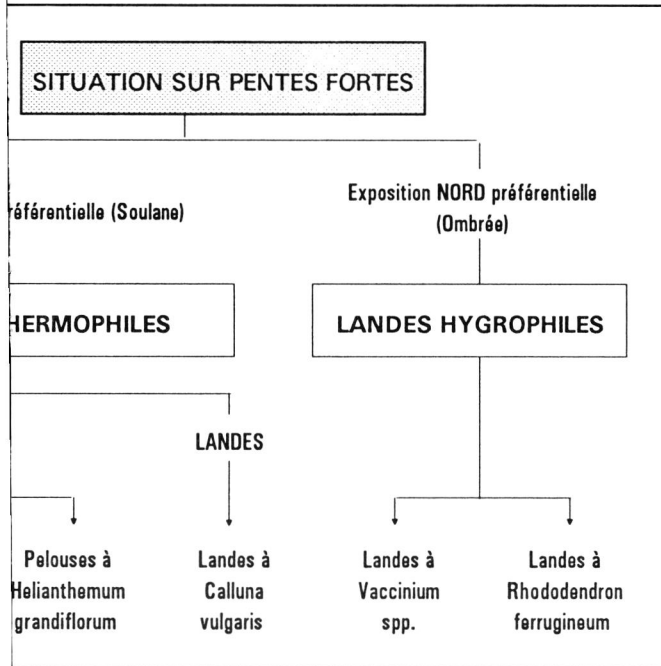 SITUATION SUR PENTES FORTES
référentielle (Soulane)
Exposition NORD préférentielle
(Ombrée)
HERMOPHILES
LANDES HYGROPHILES
LANDES
Pelouses à
Helianthemum
grandiflorum
Landes à
Calluna
vulgaris
Landes à
Vaccinium
spp.
Landes à
Rhododendron
ferrugineum